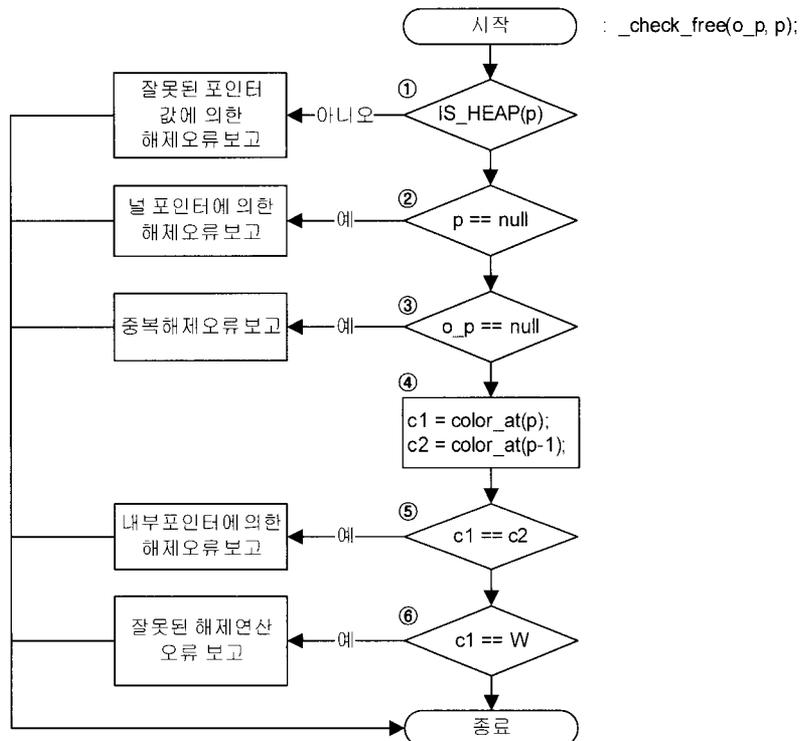 시작
: _check_free(o_p, p);
①
IS_HEAP(p)
아니오
잘못된 포인터
값에 의한
해제오류보고
②
p == null
예
널 포인터에 의한
해제오류보고
③
o_p == null
예
중복해제오류보고
④
c1 = color_at(p);
c2 = color_at(p-1);
⑤
c1 == c2
예
내부포인터에 의한
해제오류보고
⑥
c1 == W
예
잘못된 해제연산
오류 보고
종료